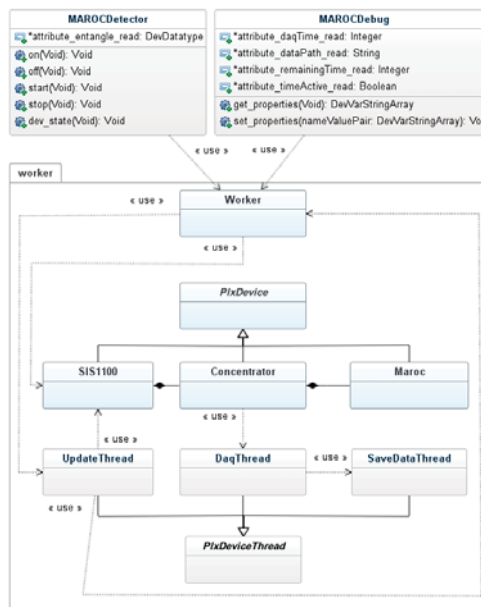 MAROCDetector
*attribute_entangle_read: DevDatatype
on(Void): Void
off(Void): Void
start(Void): Void
stop(Void): Void
dev_state(Void): Void
MAROCDebug
*attribute_daqTime_read: Integer
*attribute_dataPath_read: String
*attribute_remainingTime_read: Integer
*attribute_timeActive_read: Boolean
get_properties(Void): DevVarStringArray
set_properties(nameValuePair: DevVarStringArray): Vo
« use »
« use »
worker
« use »
Worker
« use »
PlxDevice
SIS1100
Concentrator
Maroc
« use »
« use »
UpdateThread
DaqThread
« use »
SaveDataThread
« use »
PlxDeviceThread